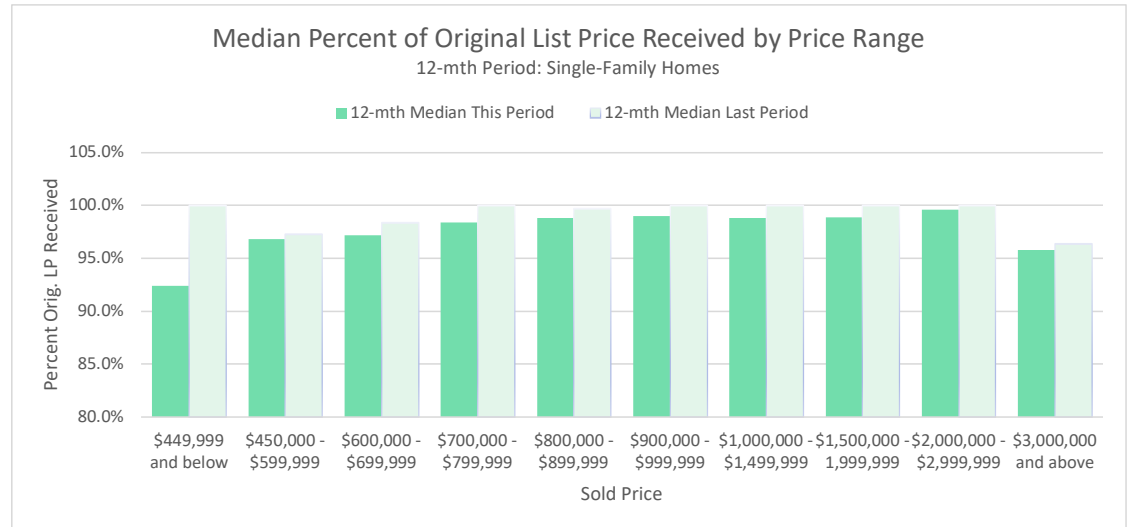 Median Percent of Original List Price Received by Price Range
12-mth Period: Single-Family Homes
12-mth Median This Period 12-mth Median Last Period
Percent Orig. LP Received
105.0%
100.0%
95.0%
90.0%
85.0%
80.0%
$449,999 and below
$450,000 - $599,999
$600,000 - $699,999
$700,000 - $799,999
$800,000 - $899,999
$900,000 - $999,999
$1,000,000 - $1,499,999
$1,500,000 - 1,999,999
$2,000,000 - $2,999,999
$3,000,000 and above
Sold Price